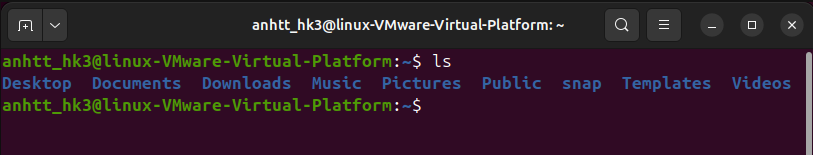 anhtt_hk3@linux-VMware-Virtual-Platform: ~
anhtt_hk3@linux-VMware-Virtual-Platform:~$ ls
Desktop  Documents  Downloads  Music  Pictures  Public  snap  Templates  Videos
anhtt_hk3@linux-VMware-Virtual-Platform:~$